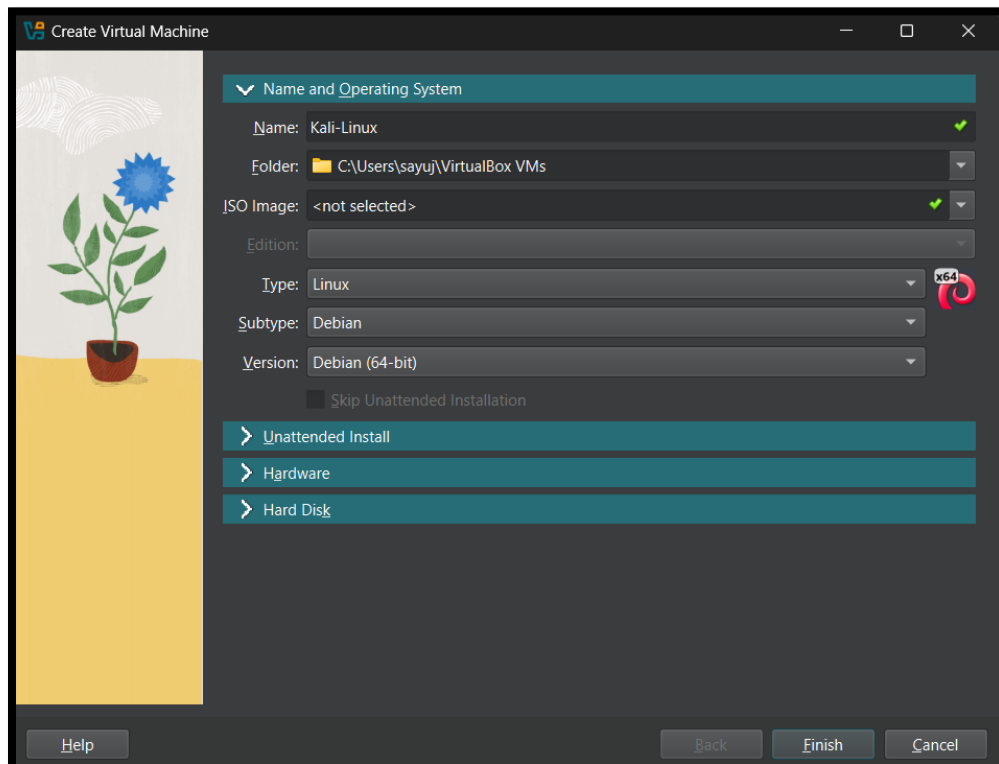 Create Virtual Machine
Name and Operating System
Name: Kali-Linux
Folder: C:\Users\sayuj\VirtualBox VMs
ISO Image: <not selected>
Edition:
Type: Linux
x64
Subtype: Debian
Version: Debian (64-bit)
Skip Unattended Installation
Unattended Install
Hardware
Hard Disk
Help Back Finish Cancel